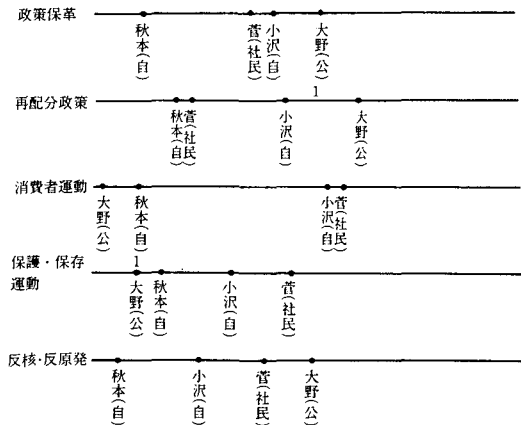 政策保革
秋本(自)
菅(社民)
小沢(自)
大野(公)
1
再配分政策
秋本(自)
菅(社民)
小沢(自)
大野(公)
消費者運動
大野(公)
秋本(自)
小沢(自)
菅(社民)
1
保護・保存
運動
大野(公)
秋本(自)
小沢(自)
菅(社民)
反核・反原発
秋本(自)
小沢(自)
菅(社民)
大野(公)